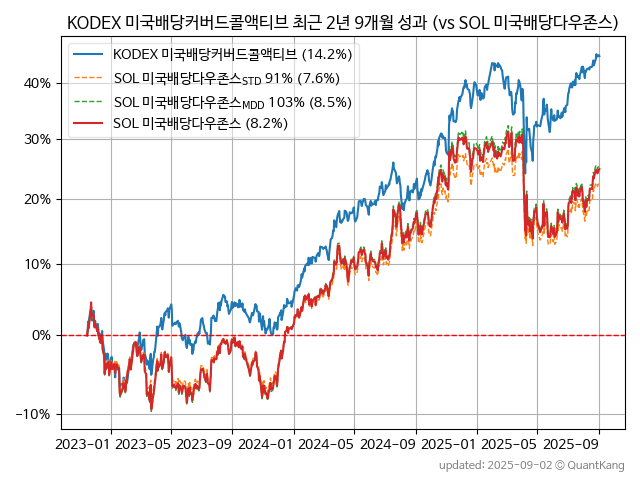 KODEX 미국배당커버드콜액티브 최근 2년 9개월 성과 (vs SOL 미국배당다우존스)
KODEX 미국배당커버드콜액티브 (14.2%)
SOL 미국배당다우존스STD 91% (7.6%)
SOL 미국배당다우존스MDD 103% (8.5%)
SOL 미국배당다우존스 (8.2%)
40%
30%
20%
10%
0%
−10%
2023-01 2023-05 2023-09 2024-01 2024-05 2024-09 2025-01 2025-05 2025-09
updated: 2025-09-02 © QuantKang